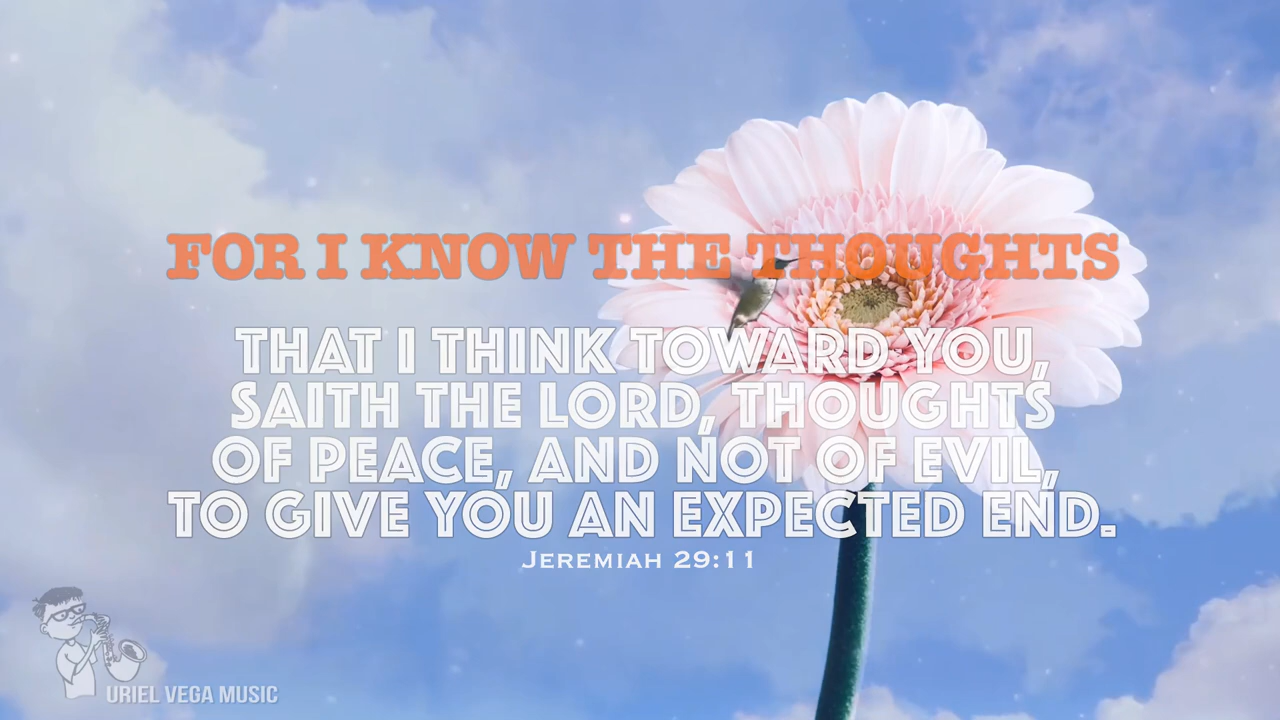 FOR I KNOW THE THOUGHTS
THAT I THINK TOWARD YOU,
SAITH THE LORD, THOUGHTS
OF PEACE, AND NOT OF EVIL,
TO GIVE YOU AN EXPECTED END.
JEREMIAH 29:11
URIEL VEGA MUSIC